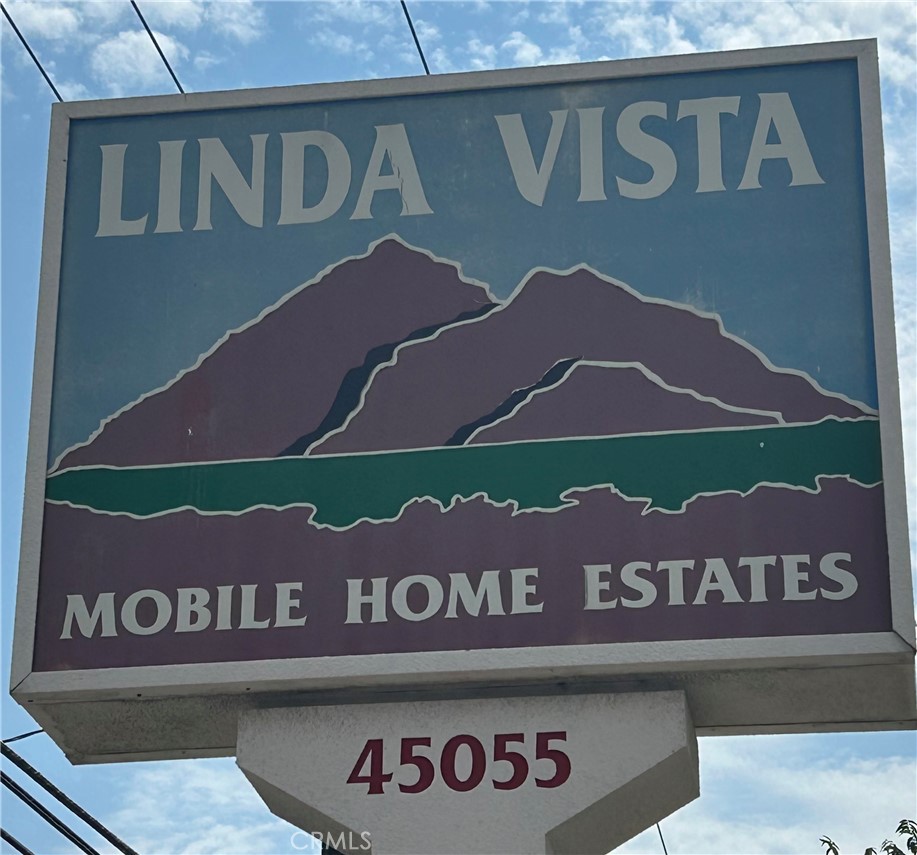 LINDA VISTA
MOBILE HOME ESTATES
45055
CRMLS